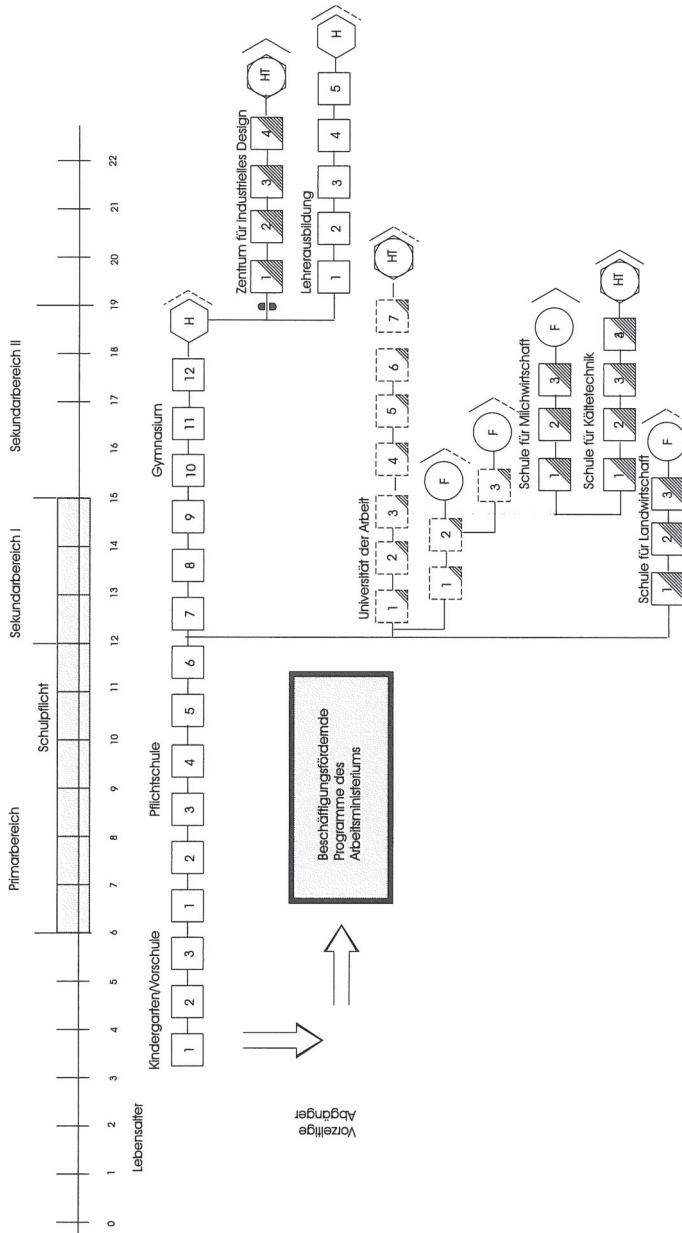 Primarbereich
Sekundarbereich I
Sekundarbereich II
Schulpflicht
0 1 2 3 4 5 6 7 8 9 10 11 12 13 14 15 16 17 18 19 20 21 22
Lebensalter
Kindergarten/Vorschule
Pflichtschule
Gymnasium
1 2 3 1 2 3 4 5 6 7 8 9 10 11 12 H
Zentrum für Industrielles Design
1 2 3 4 HT
Lehrerausbildung
1 2 3 4 5 H
Vorzeitige
Abgänger
Beschäftigungsfördernde
Programme des
Arbeitsministeriums
Universität der Arbeit
1 2 3 4 5 6 7 HT
1 2 F
3 F
Schule für Milchwirtschaft
1 2 3 F
Schule für Kältetechnik
1 2 3 HT
Schule für Landwirtschaft
1 2 3 F